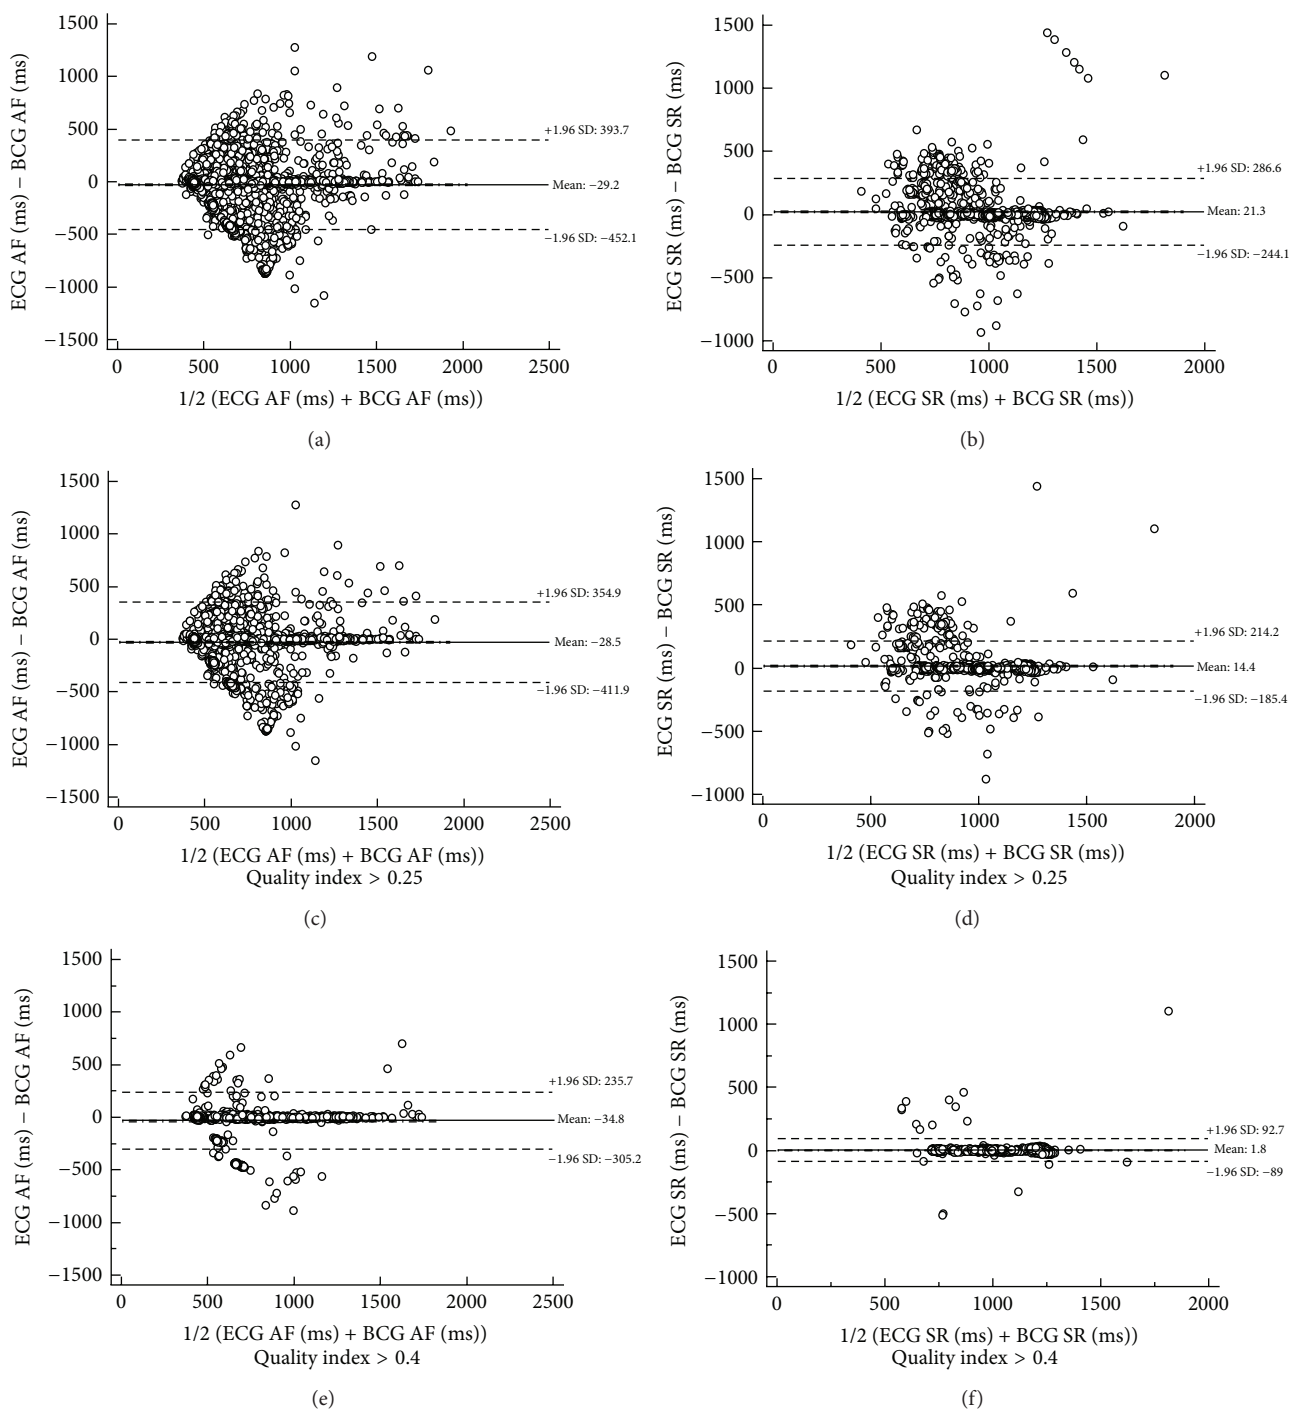 ECG AF (ms) − BCG AF (ms)
1500
1000
500
0
−500
−1000
−1500
+1.96 SD: 393.7
Mean: −29.2
−1.96 SD: −452.1
0 500 1000 1500 2000 2500
1/2 (ECG AF (ms) + BCG AF (ms))
(a)
ECG SR (ms) − BCG SR (ms)
1500
1000
500
0
−500
−1000
+1.96 SD: 286.6
Mean: 21.3
−1.96 SD: −244.1
0 500 1000 1500 2000
1/2 (ECG SR (ms) + BCG SR (ms))
(b)
ECG AF (ms) − BCG AF (ms)
1500
1000
500
0
−500
−1000
−1500
+1.96 SD: 354.9
Mean: −28.5
−1.96 SD: −411.9
0 500 1000 1500 2000 2500
1/2 (ECG AF (ms) + BCG AF (ms))
Quality index > 0.25
(c)
ECG SR (ms) − BCG SR (ms)
1500
1000
500
0
−500
−1000
+1.96 SD: 214.2
Mean: 14.4
−1.96 SD: −185.4
0 500 1000 1500 2000
1/2 (ECG SR (ms) + BCG SR (ms))
Quality index > 0.25
(d)
ECG AF (ms) − BCG AF (ms)
1500
1000
500
0
−500
−1000
−1500
+1.96 SD: 235.7
Mean: −34.8
−1.96 SD: −305.2
0 500 1000 1500 2000 2500
1/2 (ECG AF (ms) + BCG AF (ms))
Quality index > 0.4
(e)
ECG SR (ms) − BCG SR (ms)
1500
1000
500
0
−500
−1000
+1.96 SD: 92.7
Mean: 1.8
−1.96 SD: −89
0 500 1000 1500 2000
1/2 (ECG SR (ms) + BCG SR (ms))
Quality index > 0.4
(f)